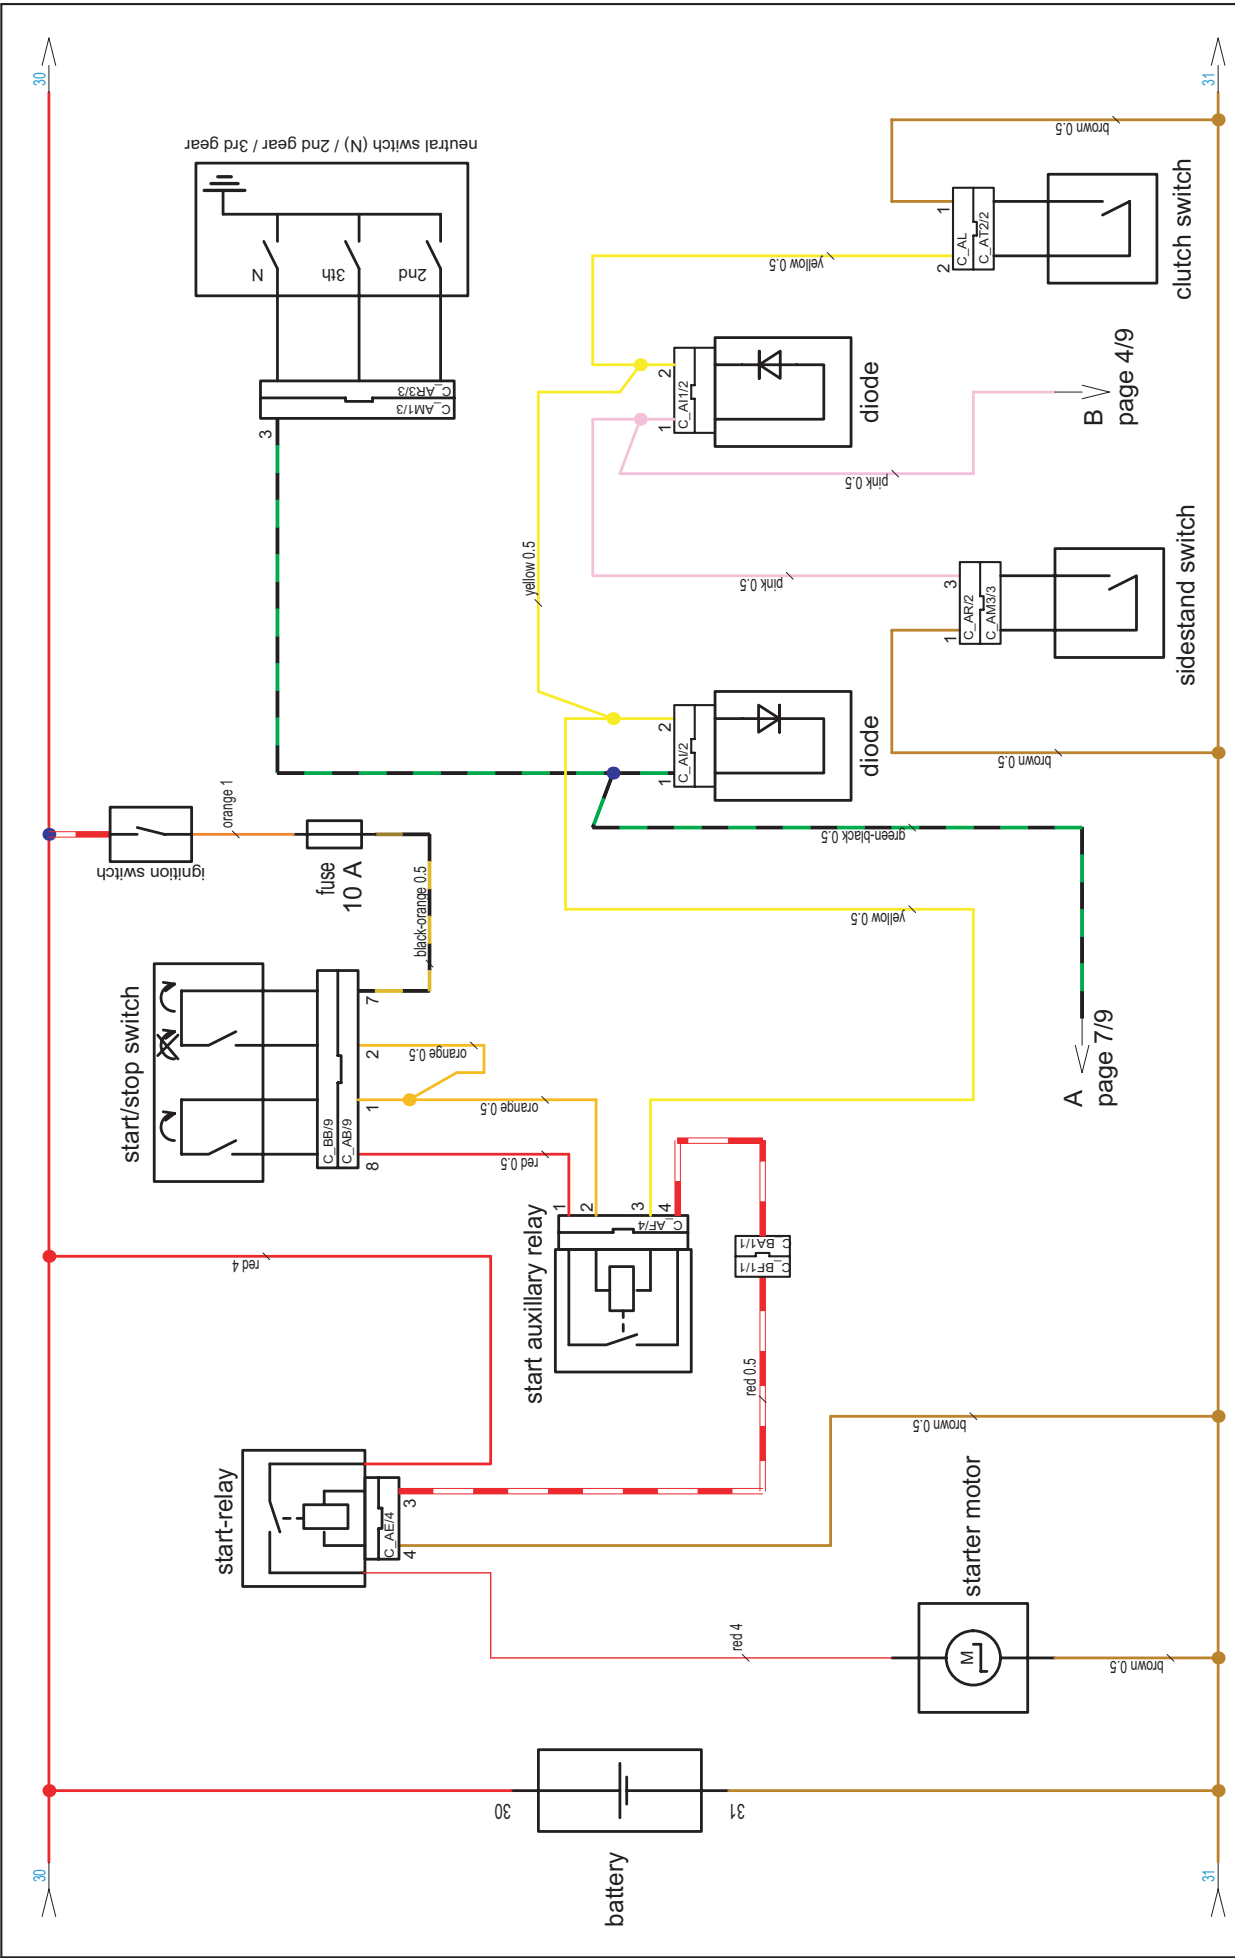 30
30
battery
30
31
start-relay
C_AE/4
4
3
red 4
starter motor
M
red 4
brown 0.5
brown 0.5
start/stop switch
C_BB/9
C_AB/9
8
1
2
7
red 0.5
orange 0.5
orange 0.5
black-orange 0.5
start auxillary relay
1
2
3
4
C_AF/4
C_BA1/1
C_BF1/1
red 0.5
ignition switch
orange 1
fuse
10 A
neutral switch (N) / 2nd gear / 3rd gear
N
3th
2nd
C_AR3/3
C_AM1/3
3
yellow 0.5
yellow 0.5
green-black 0.5
A
page 7/9
1
2
C_AI/2
diode
1
2
C_AI1/2
diode
yellow 0.5
pink 0.5
pink 0.5
B
page 4/9
1
3
C_AR/2
C_AM3/3
sidestand switch
brown 0.5
2
1
C_AL
C_AT2/2
clutch switch
brown 0.5
31
31